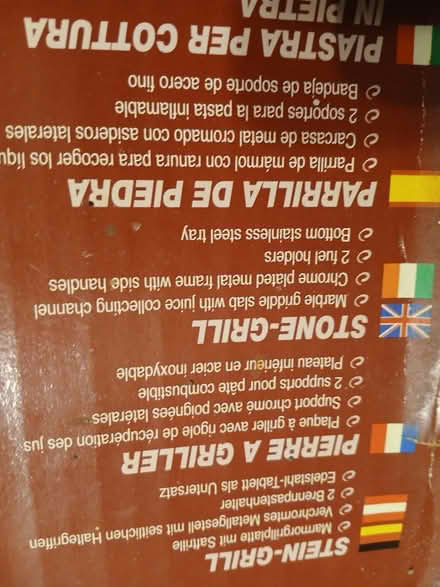 STEIN-GRILL
Marmorgrillplatte mit Saftrille
Verchromtes Metallgestell mit seitlichen Haltegriffen
2 Brennpastenhalter
Edelstahl-Tablett als Untersatz
PIERRE A GRILLER
Plaque à griller avec rigole de récupération des jus
Support chromé avec poignées latérales
2 supports pour pâte combustible
Plateau inférieur en acier inoxydable
STONE-GRILL
Marble griddle slab with juice collecting channel
Chrome plated metal frame with side handles
2 fuel holders
Bottom stainless steel tray
PARRILLA DE PIEDRA
Parrilla de mármol con ranura para recoger los
Carcasa de metal cromado con asideros laterales
2 soportes para la pasta inflamable
Bandeja de soporte de acero fino
PIASTRA PER COTTURA
IN PIETRA